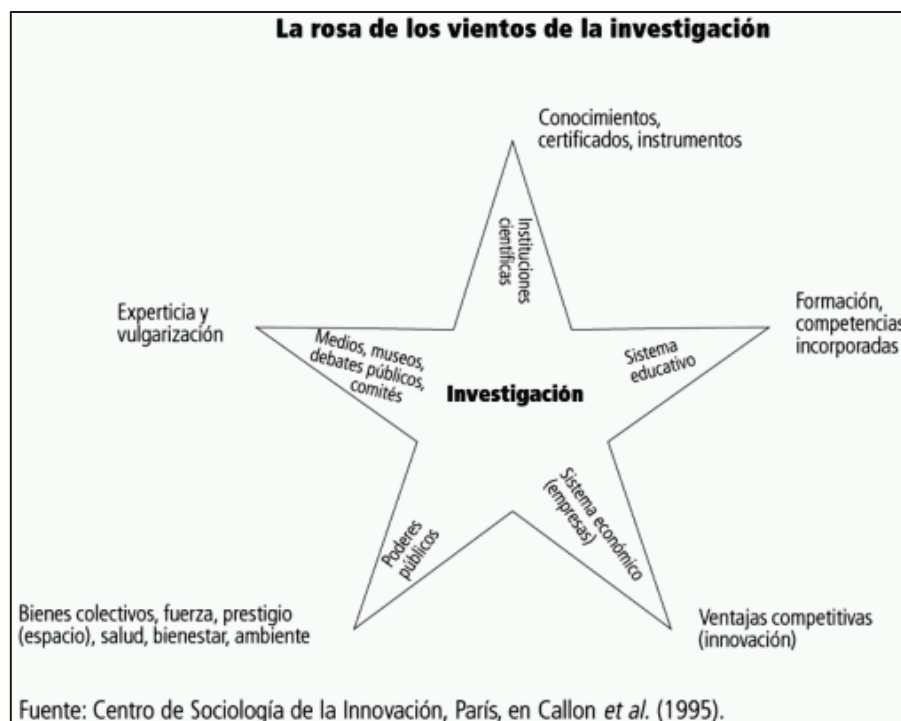 La rosa de los vientos de la investigación
Conocimientos,
certificados, instrumentos
Instituciones
científicas
Experticia y
vulgarización
Medios, museos,
debates públicos,
comités
Investigación
Sistema
educativo
Formación,
competencias
incorporadas
Sistema económico
(empresas)
Poderes
públicos
Bienes colectivos, fuerza, prestigio
(espacio), salud, bienestar, ambiente
Ventajas competitivas
(innovación)
Fuente: Centro de Sociología de la Innovación, París, en Callon et al. (1995).